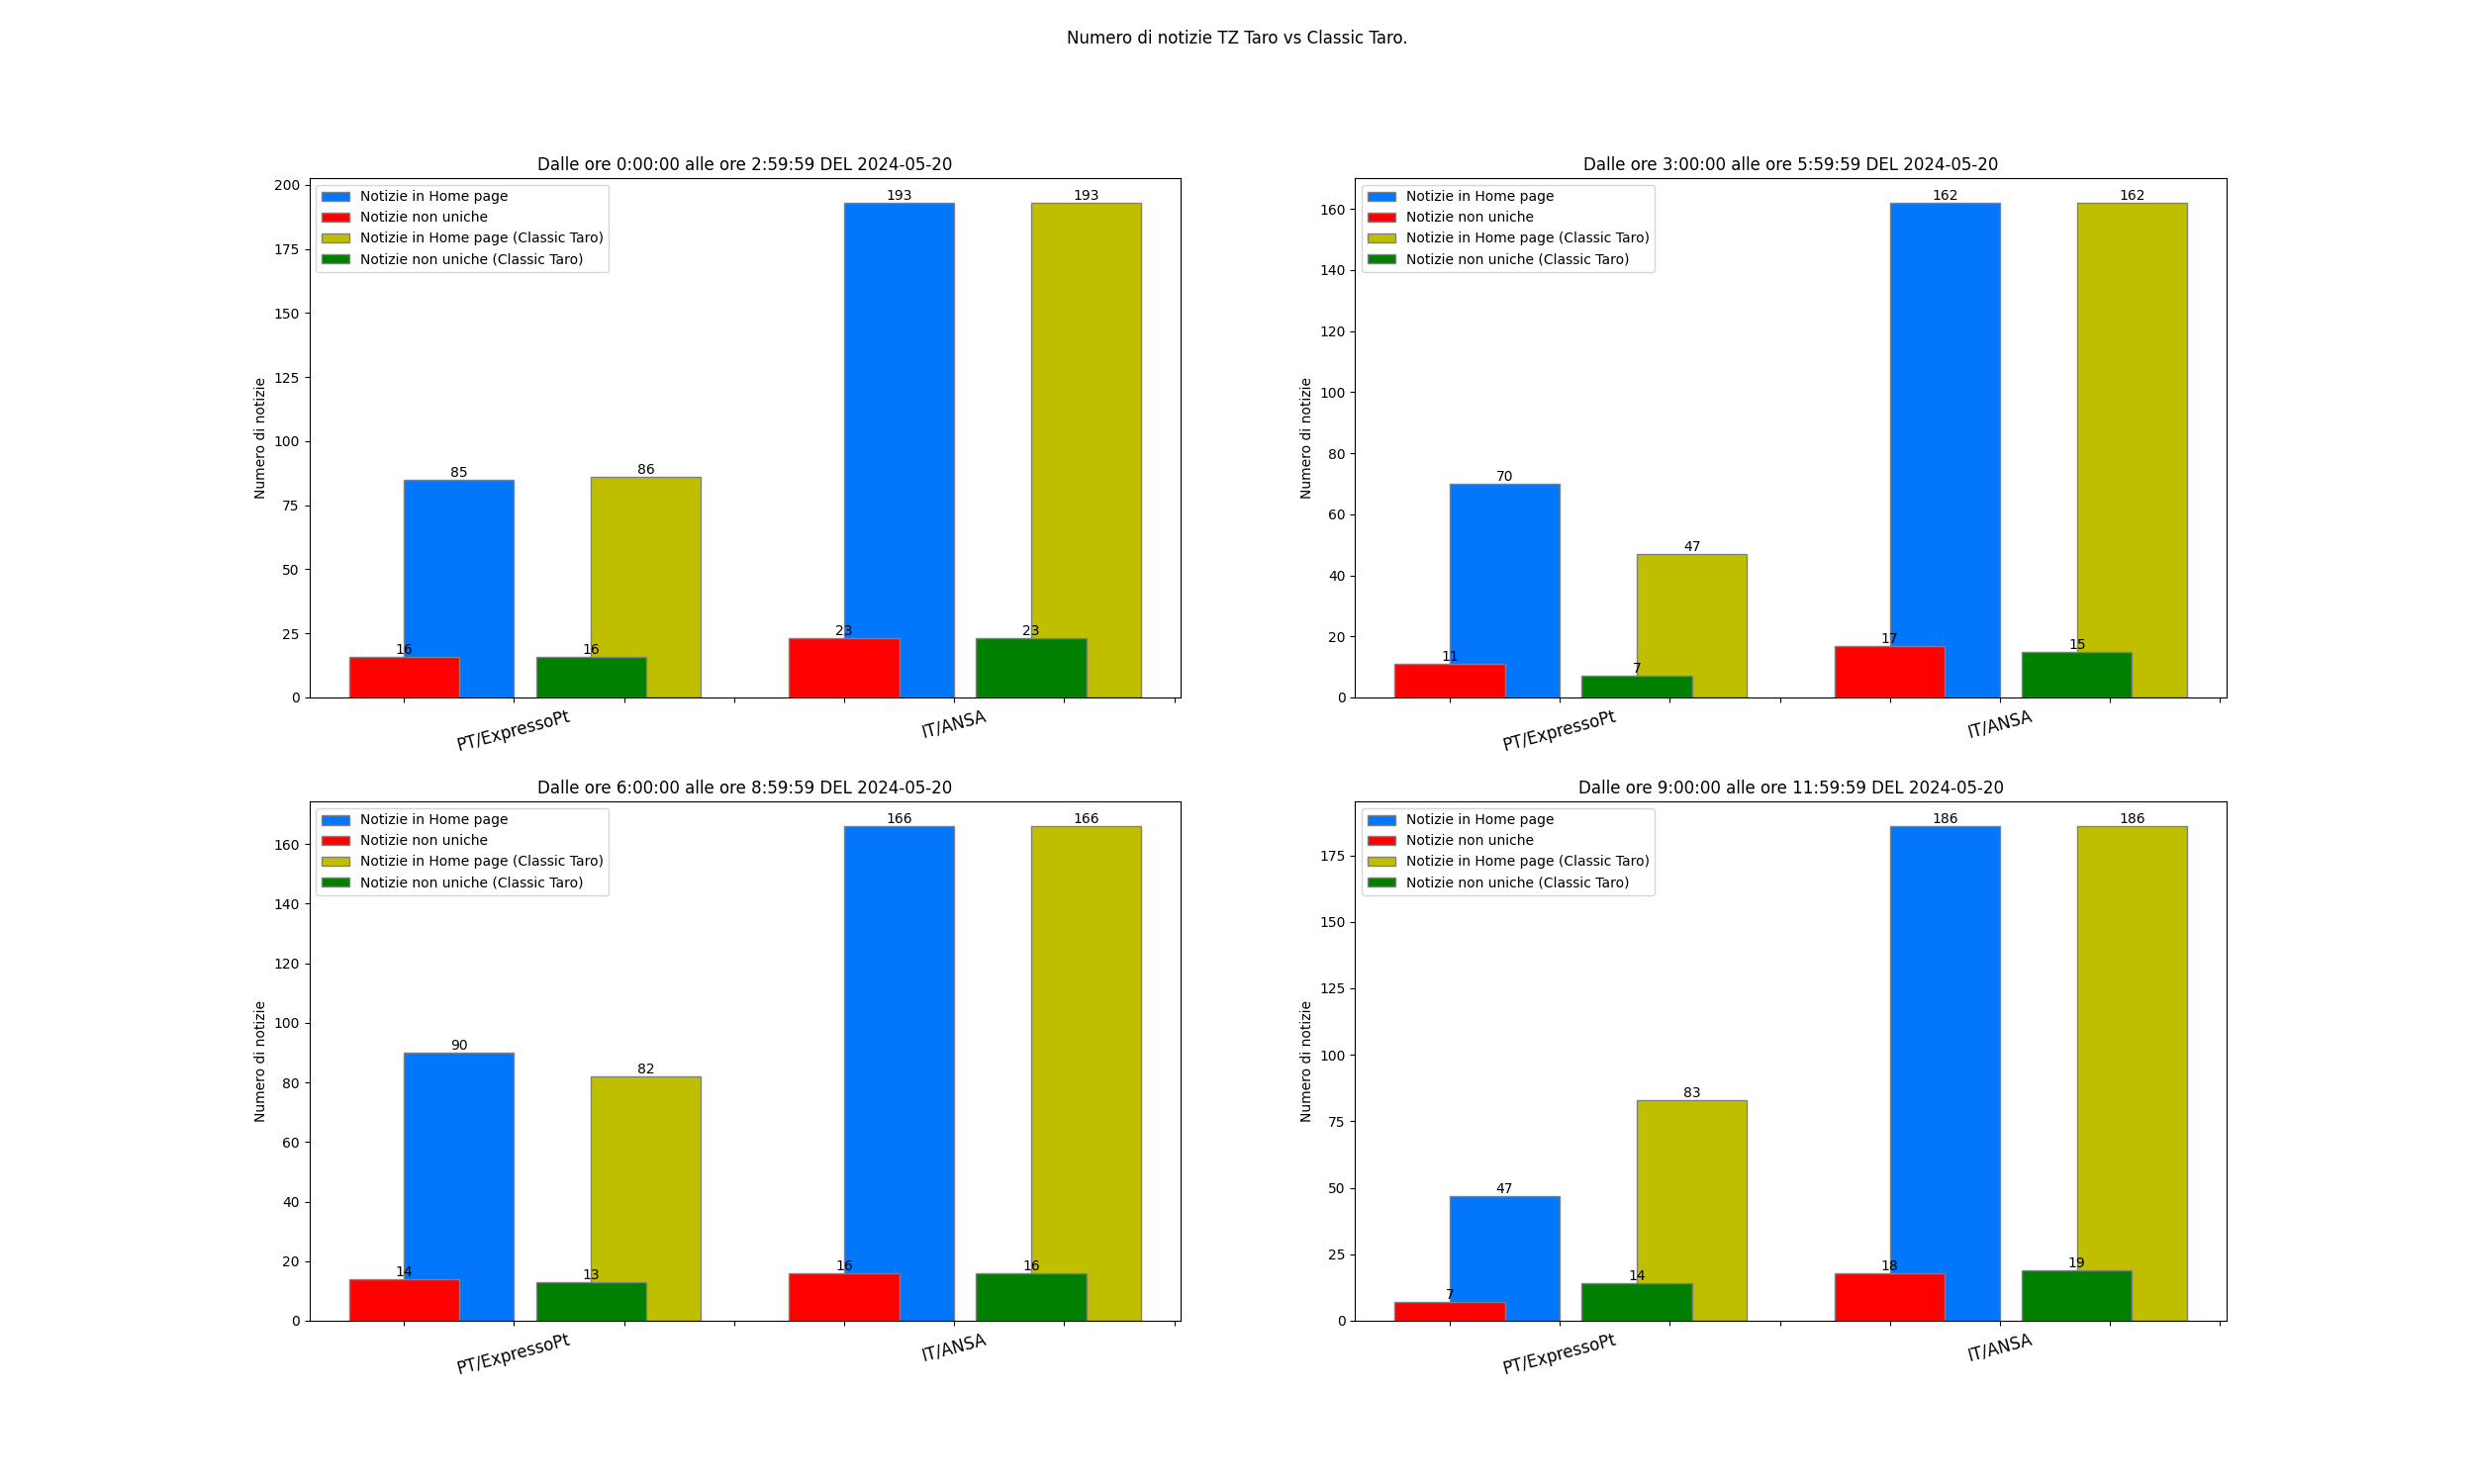 Numero di notizie TZ Taro vs Classic Taro.
Dalle ore 0:00:00 alle ore 2:59:59 DEL 2024-05-20
Numero di notizie
200
175
150
125
100
75
50
25
0
Notizie in Home page
Notizie non uniche
Notizie in Home page (Classic Taro)
Notizie non uniche (Classic Taro)
85
86
193
193
16
16
23
23
PT/ExpressoPt
IT/ANSA
Dalle ore 3:00:00 alle ore 5:59:59 DEL 2024-05-20
Numero di notizie
160
140
120
100
80
60
40
20
0
Notizie in Home page
Notizie non uniche
Notizie in Home page (Classic Taro)
Notizie non uniche (Classic Taro)
70
47
162
162
11
7
17
15
PT/ExpressoPt
IT/ANSA
Dalle ore 6:00:00 alle ore 8:59:59 DEL 2024-05-20
Numero di notizie
160
140
120
100
80
60
40
20
0
Notizie in Home page
Notizie non uniche
Notizie in Home page (Classic Taro)
Notizie non uniche (Classic Taro)
90
82
166
166
14
13
16
16
PT/ExpressoPt
IT/ANSA
Dalle ore 9:00:00 alle ore 11:59:59 DEL 2024-05-20
Numero di notizie
175
150
125
100
75
50
25
0
Notizie in Home page
Notizie non uniche
Notizie in Home page (Classic Taro)
Notizie non uniche (Classic Taro)
47
83
186
186
7
14
18
19
PT/ExpressoPt
IT/ANSA